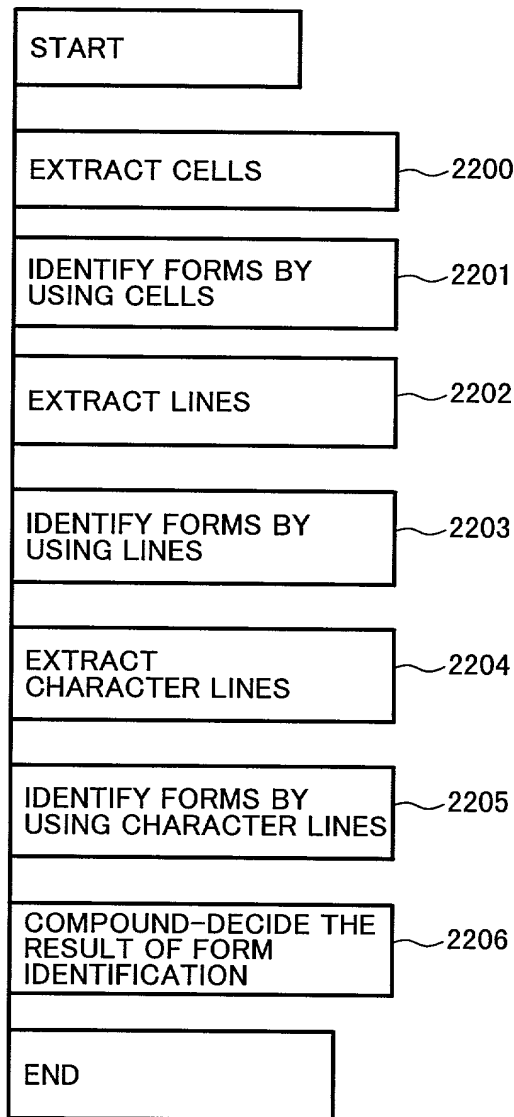 START
EXTRACT CELLS
2200
IDENTIFY FORMS BY
USING CELLS
2201
EXTRACT LINES
2202
IDENTIFY FORMS BY
USING LINES
2203
EXTRACT
CHARACTER LINES
2204
IDENTIFY FORMS BY
USING CHARACTER LINES
2205
COMPOUND-DECIDE THE
RESULT OF FORM
IDENTIFICATION
2206
END